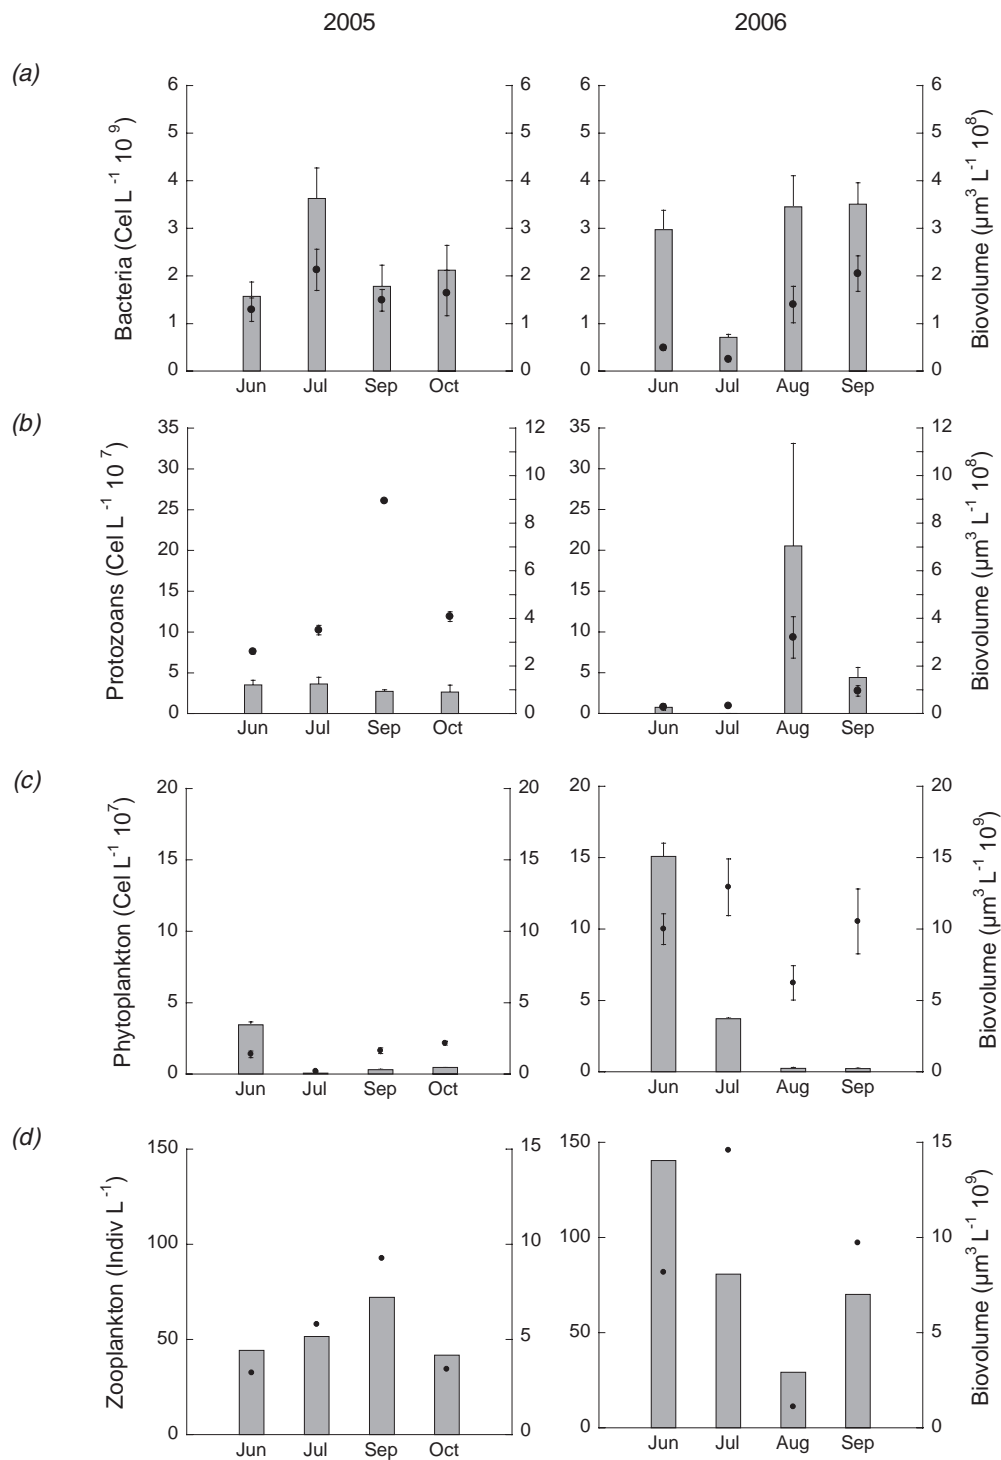 2005 2006
(a)
Bacteria (Cel L -1 10 9)
6 5 4 3 2 1 0
6 5 4 3 2 1 0
Jun Jul Sep Oct
6 5 4 3 2 1 0
6 5 4 3 2 1 0
Jun Jul Aug Sep
Biovolume (µm3 L-1 108)
(b)
Protozoans (Cel L -1 10 7)
35 30 25 20 15 10 5 0
12 10 8 6 4 2 0
Jun Jul Sep Oct
35 30 25 20 15 10 5 0
12 10 8 6 4 2 0
Jun Jul Aug Sep
Biovolume (µm3 L-1 108)
(c)
Phytoplankton (Cel L-1 107)
20 15 10 5 0
20 15 10 5 0
Jun Jul Sep Oct
20 15 10 5 0
20 15 10 5 0
Jun Jul Aug Sep
Biovolume (µm3 L-1 109)
(d)
Zooplankton (Indiv L -1)
150 100 50 0
15 10 5 0
Jun Jul Sep Oct
150 100 50 0
15 10 5 0
Jun Jul Aug Sep
Biovolume (µm3 L-1 109)